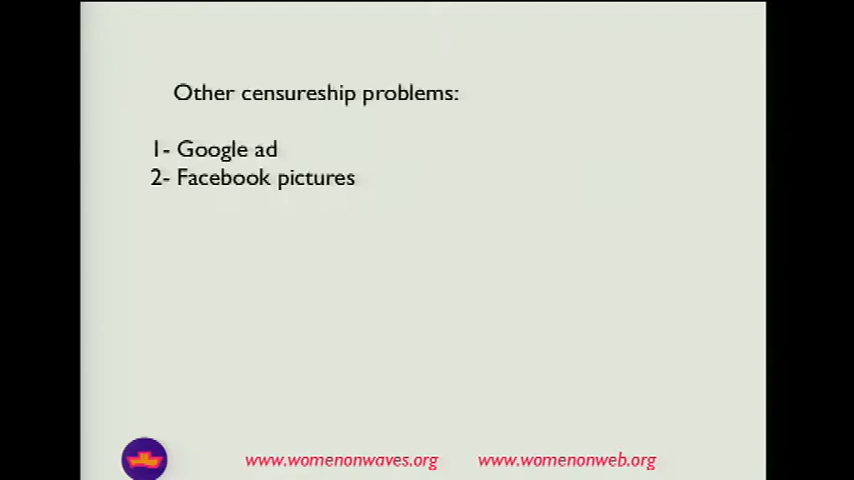 Other censureship problems:
1- Google ad
2- Facebook pictures
www.womenonwaves.org www.womenonweb.org